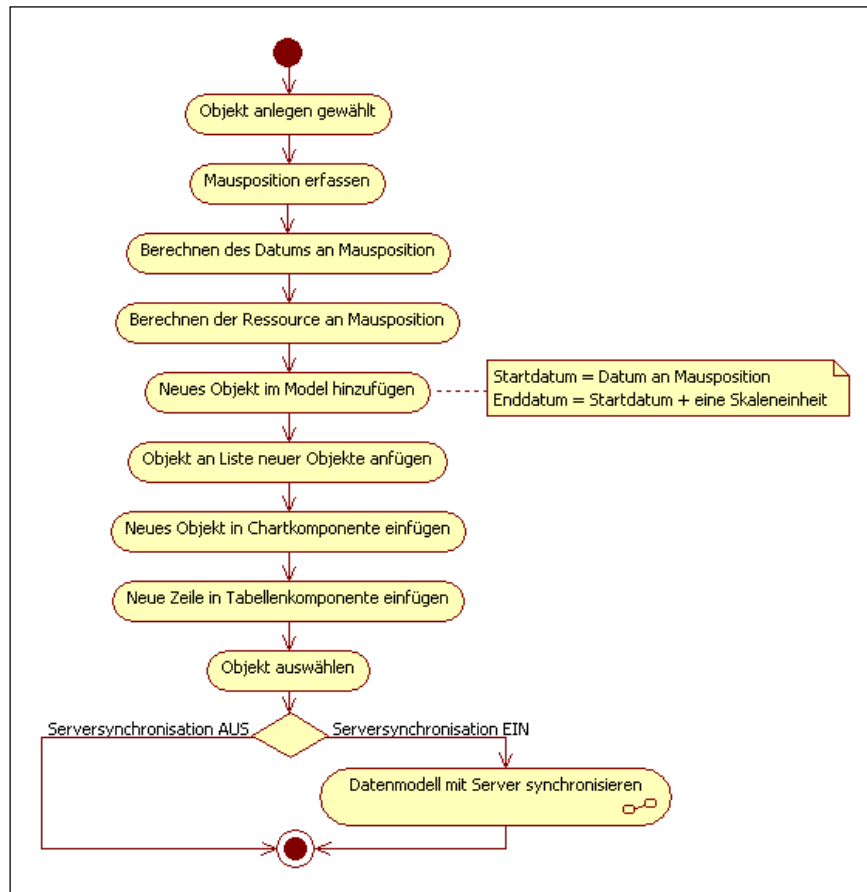 Objekt anlegen gewählt
Mausposition erfassen
Berechnen des Datums an Mausposition
Berechnen der Ressource an Mausposition
Neues Objekt im Model hinzufügen
Startdatum = Datum an Mausposition
Enddatum = Startdatum + eine Skaleneinheit
Objekt an Liste neuer Objekte anfügen
Neues Objekt in Chartkomponente einfügen
Neue Zeile in Tabellenkomponente einfügen
Objekt auswählen
Serversynchronisation AUS
Serversynchronisation EIN
Datenmodell mit Server synchronisieren